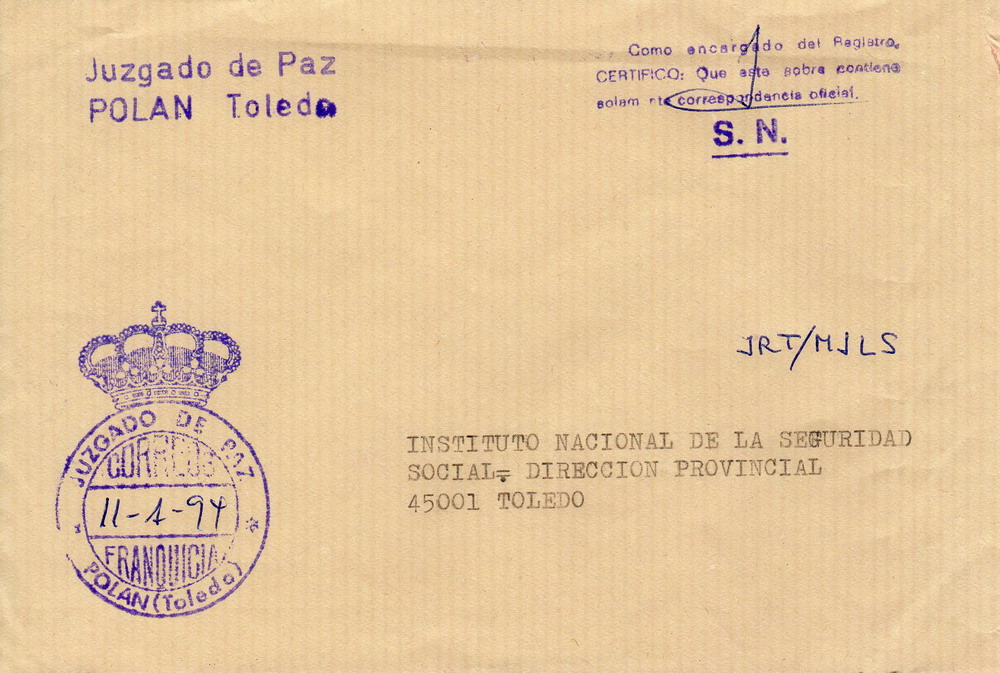 Juzgado de Paz
POLAN Toledo
Como encargado del Registro,
CERTIFICO: Que este sobre contiene
solam nte correspondencia oficial.
S. N.
JRT/MJLS
INSTITUTO NACIONAL DE LA SEGURIDAD
SOCIAL.- DIRECCION PROVINCIAL
45001 TOLEDO
JUZGADO DE PAZ
CORREOS
11-1-94
FRANQUICIA
POLAN (Toledo)